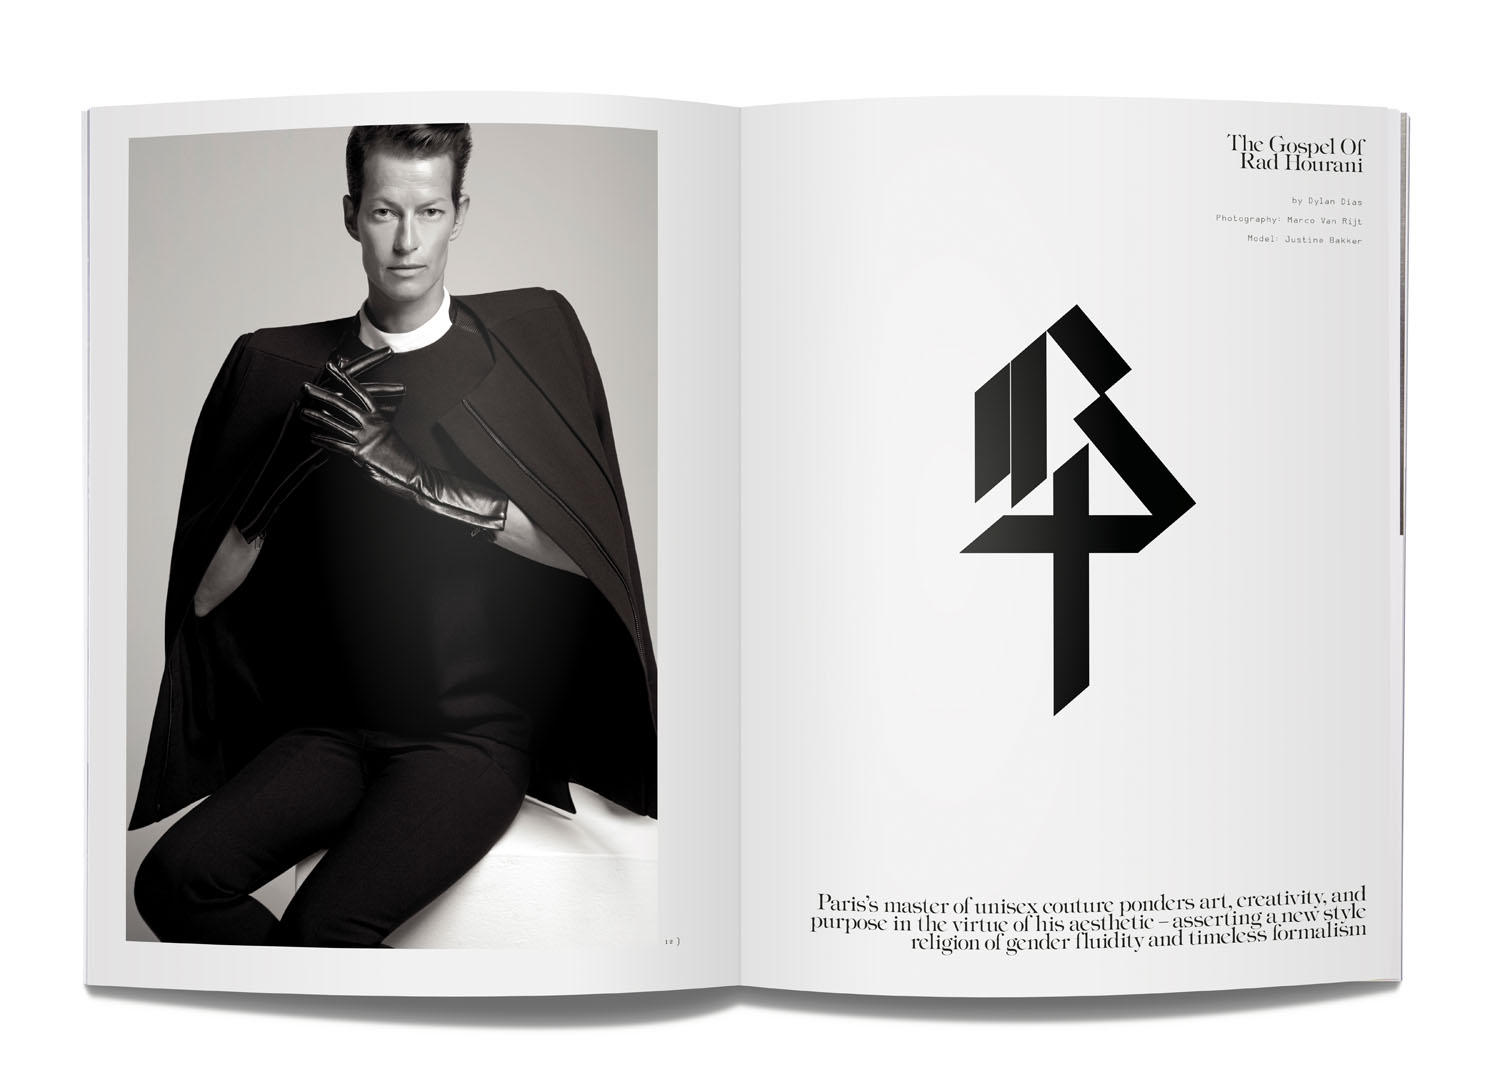 12 )
The Gospel Of
Rad Hourani
by Dylan Dias
Photography: Marco Van Rijt
Model: Justine Bakker
Paris's master of unisex couture ponders art, creativity, and
purpose in the virtue of his aesthetic – asserting a new style
religion of gender fluidity and timeless formalism